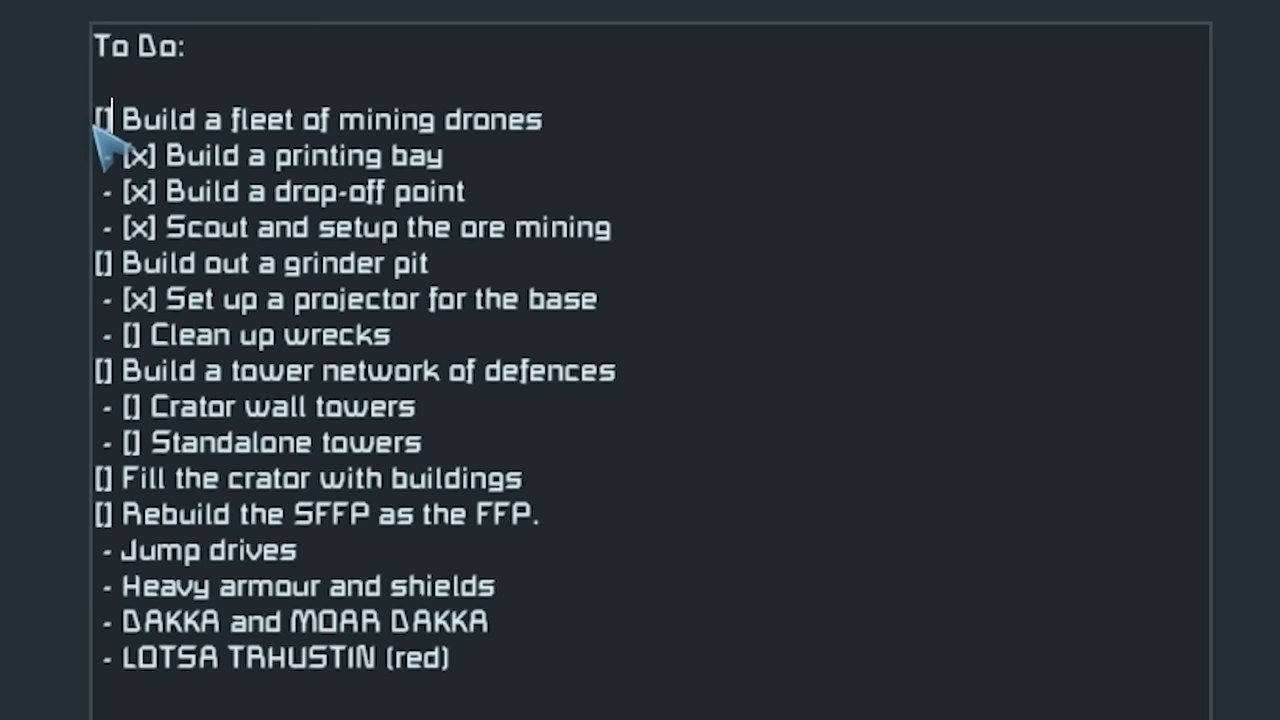 To Do:
[] Build a fleet of mining drones
- [x] Build a printing bay
- [x] Build a drop-off point
- [x] Scout and setup the ore mining
[] Build out a grinder pit
- [x] Set up a projector for the base
- [] Clean up wrecks
[] Build a tower network of defences
- [] Crator wall towers
- [] Standalone towers
[] Fill the crator with buildings
[] Rebuild the SFFP as the FFP.
- Jump drives
- Heavy armour and shields
- DAKKA and MOAR DAKKA
- LOTSA TRHUSTIN (red)